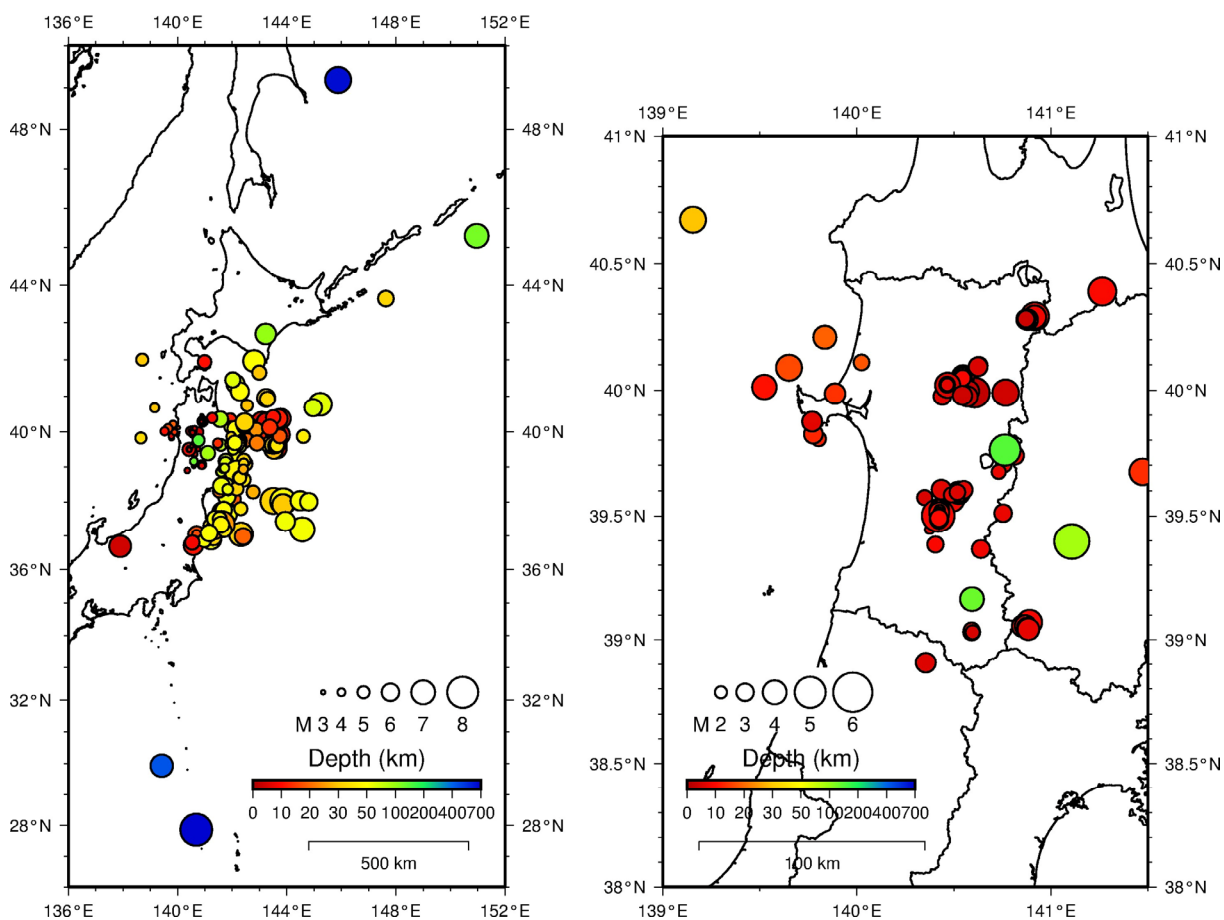 136°E 140°E 144°E 148°E 152°E
48°N 48°N
44°N 44°N
40°N 40°N
36°N 36°N
32°N 32°N
28°N 28°N
M 3 4 5 6 7 8
Depth (km)
0 10 20 30 50 100200400700
500 km
136°E 140°E 144°E 148°E 152°E
139°E 140°E 141°E
41°N 41°N
40.5°N 40.5°N
40°N 40°N
39.5°N 39.5°N
39°N 39°N
38.5°N 38.5°N
38°N 38°N
M 2 3 4 5 6
Depth (km)
0 10 20 30 50 100200400700
100 km
139°E 140°E 141°E